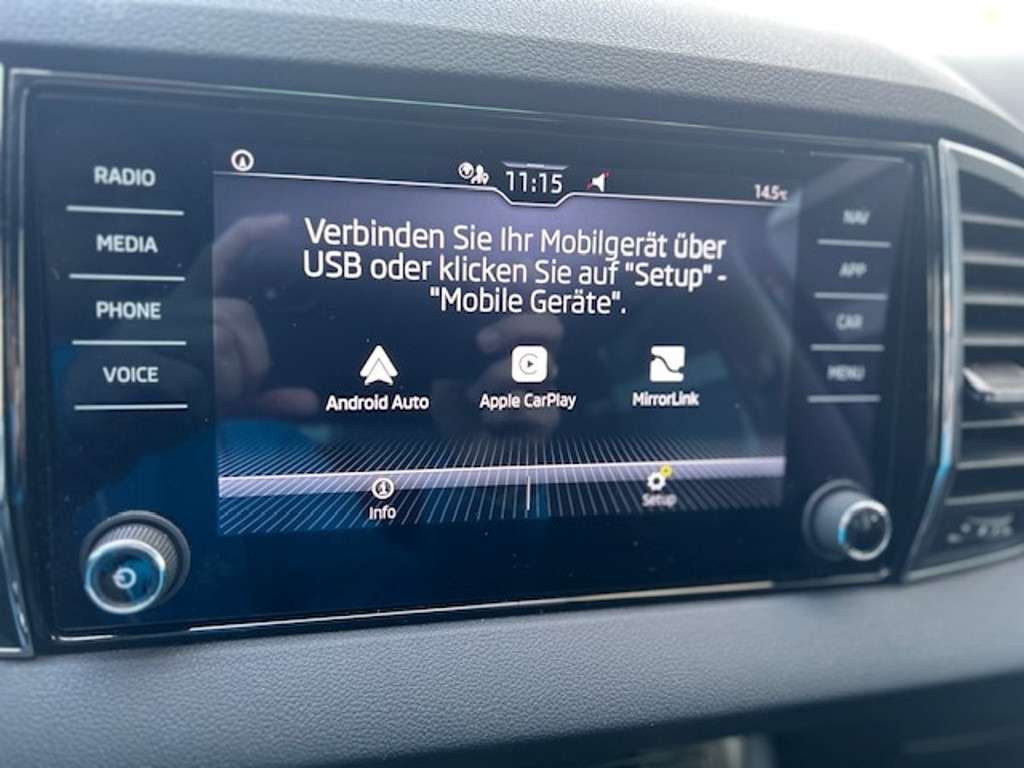 RADIO
MEDIA
PHONE
VOICE
11:15
14.5°C
Verbinden Sie Ihr Mobilgerät über
USB oder klicken Sie auf "Setup" -
"Mobile Geräte".
Android Auto
Apple CarPlay
MirrorLink
Info
Setup
NAV
APP
CAR
MENU